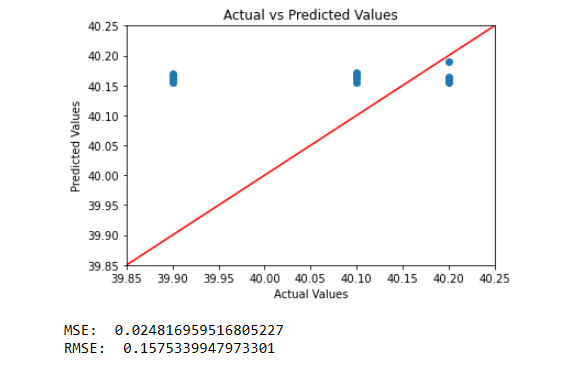 Actual vs Predicted Values
40.25
40.20
40.15
40.10
40.05
40.00
39.95
39.90
39.85
Predicted Values
39.85 39.90 39.95 40.00 40.05 40.10 40.15 40.20 40.25
Actual Values
MSE: 0.024816959516805227
RMSE: 0.1575339947973301